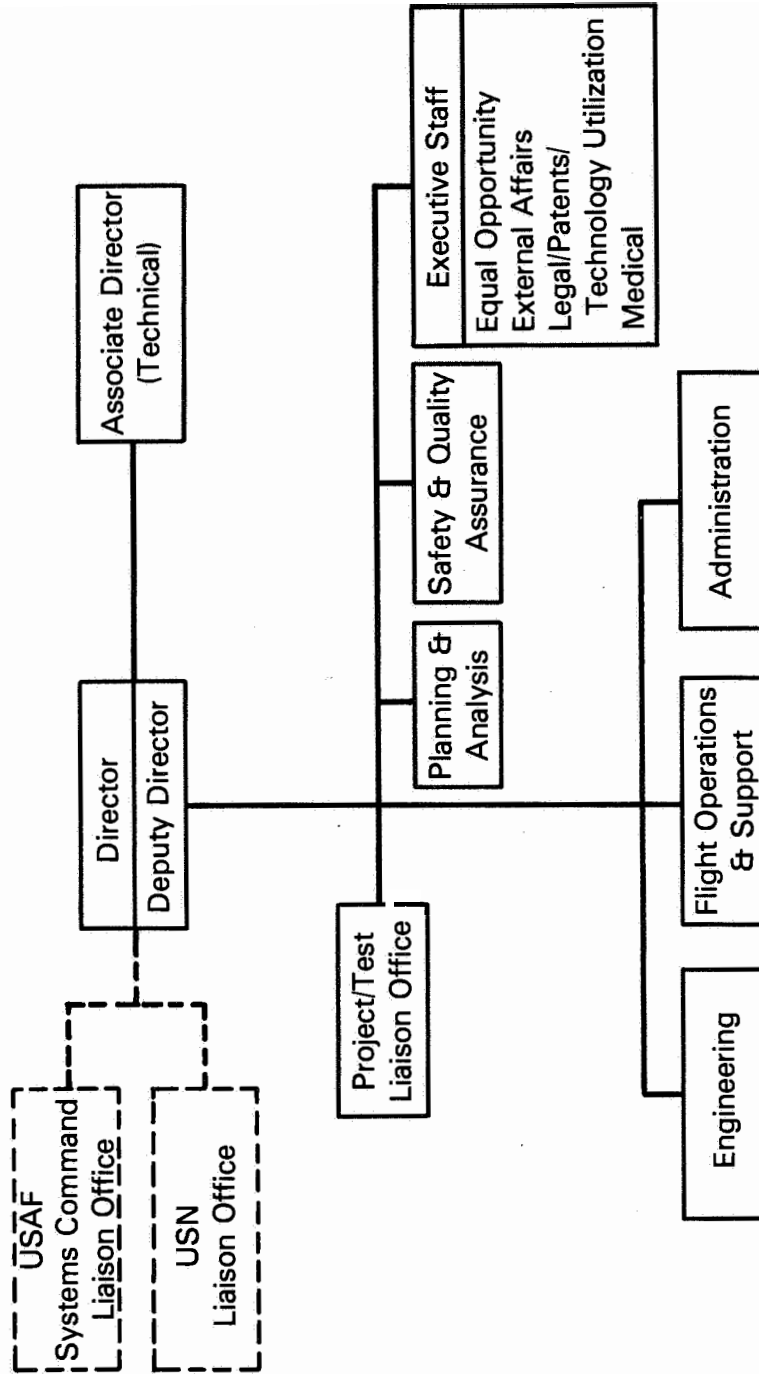 USAF
Systems Command
Liaison Office
USN
Liaison Office
Director
Deputy Director
Associate Director
(Technical)
Project/Test
Liaison Office
Planning &
Analysis
Safety & Quality
Assurance
Executive Staff
Equal Opportunity
External Affairs
Legal/Patents/
Technology Utilization
Medical
Engineering
Flight Operations
& Support
Administration